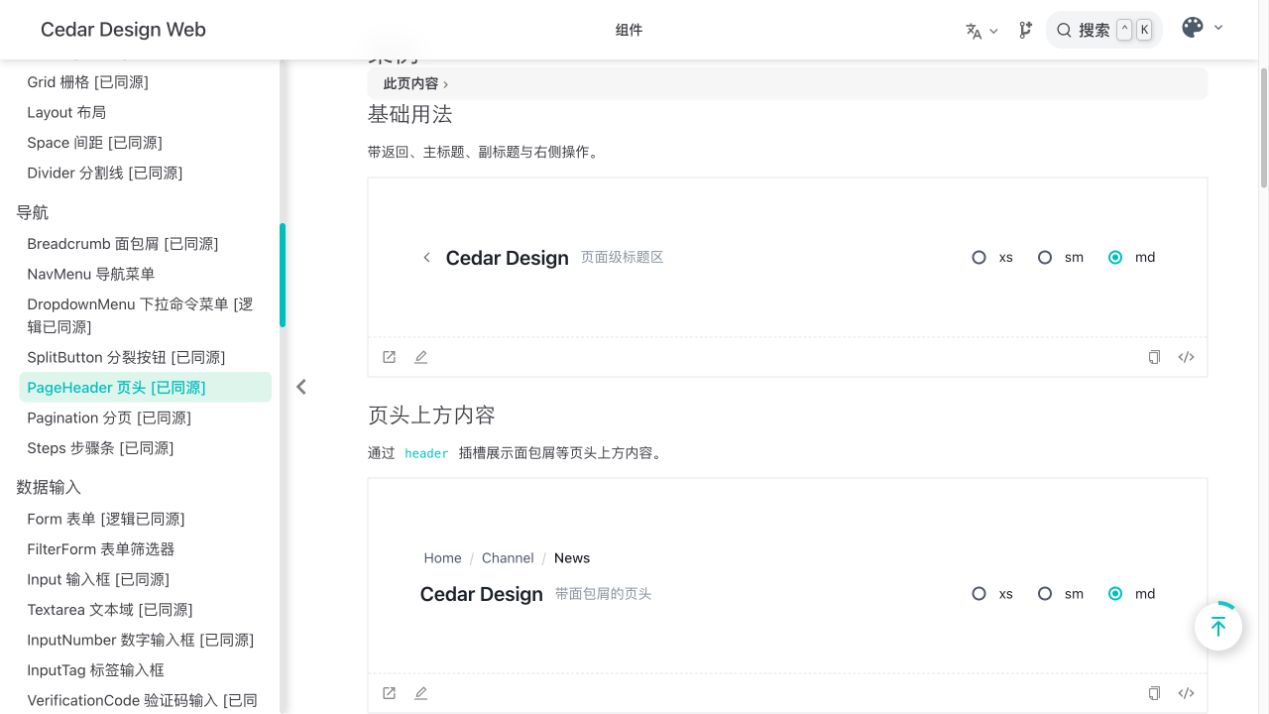 Cedar Design Web
组件
搜索 ^ K
Grid 栅格 [已同源]
Layout 布局
Space 间距 [已同源]
Divider 分割线 [已同源]
导航
Breadcrumb 面包屑 [已同源]
NavMenu 导航菜单
DropdownMenu 下拉命令菜单 [逻
辑已同源]
SplitButton 分裂按钮 [已同源]
PageHeader 页头 [已同源]
Pagination 分页 [已同源]
Steps 步骤条 [已同源]
数据输入
Form 表单 [逻辑已同源]
FilterForm 表单筛选器
Input 输入框 [已同源]
Textarea 文本域 [已同源]
InputNumber 数字输入框 [已同源]
InputTag 标签输入框
VerificationCode 验证码输入 [已同
此页内容 ›
基础用法
带返回、主标题、副标题与右侧操作。
Cedar Design 页面级标题区 xs sm md
页头上方内容
通过 header 插槽展示面包屑等页头上方内容。
Home / Channel / News
Cedar Design 带面包屑的页头 xs sm md